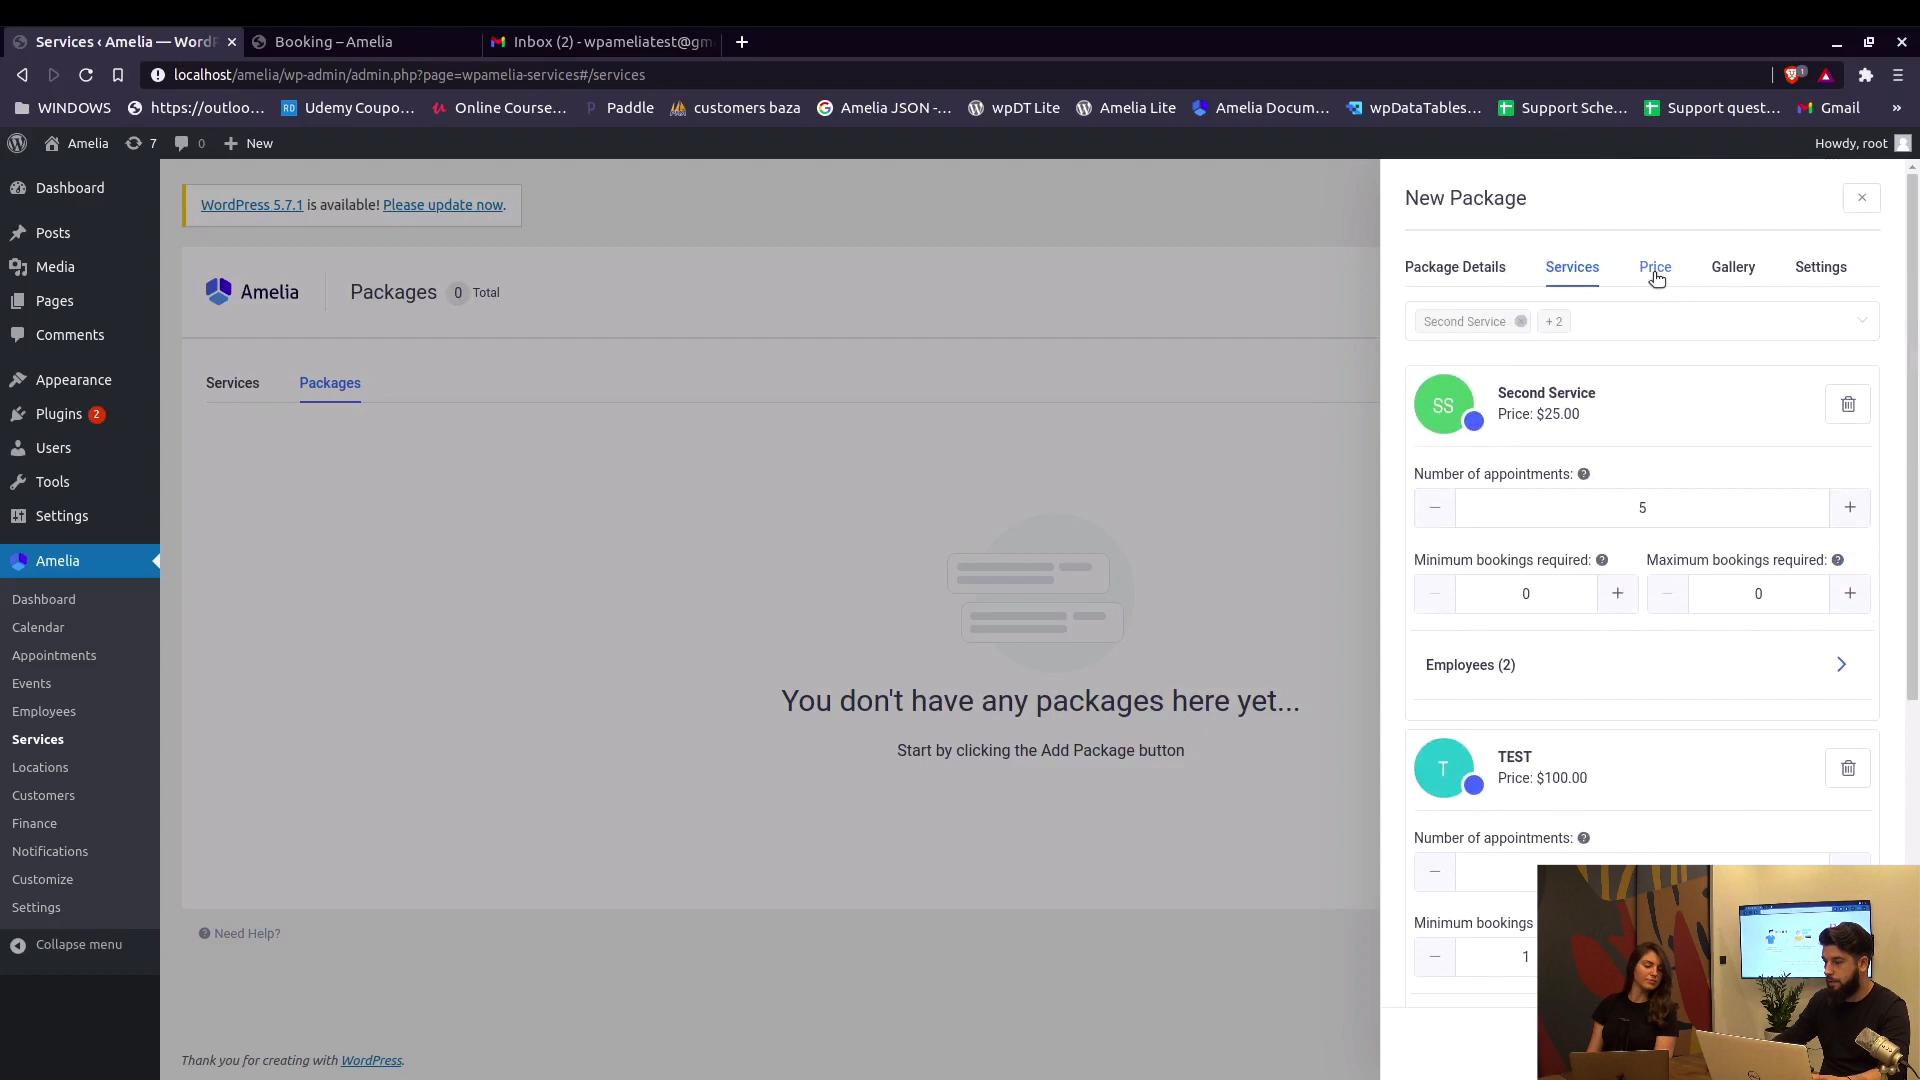 Services ‹ Amelia — WordP
Booking – Amelia
Inbox (2) - wpameliatest@gm
localhost/amelia/wp-admin/admin.php?page=wpamelia-services#/services
1
WINDOWS
https://outloo...
Udemy Coupo...
Online Course...
Paddle
customers baza
Amelia JSON -...
wpDT Lite
Amelia Lite
Amelia Docum...
wpDataTables...
Support Sche...
Support quest...
Gmail
»
Amelia
7
0
New
Howdy, root
Dashboard
Posts
Media
Pages
Comments
Appearance
Plugins 2
Users
Tools
Settings
Amelia
Dashboard
Calendar
Appointments
Events
Employees
Services
Locations
Customers
Finance
Notifications
Customize
Settings
Collapse menu
WordPress 5.7.1 is available! Please update now.
Amelia
Packages 0 Total
Services
Packages
You don't have any packages here yet...
Start by clicking the Add Package button
Need Help?
Thank you for creating with WordPress.
New Package
Package Details
Services
Price
Gallery
Settings
Second Service
+ 2
SS
Second Service
Price: $25.00
Number of appointments:
5
Minimum bookings required:
Maximum bookings required:
0
0
Employees (2)
T
TEST
Price: $100.00
Number of appointments:
Minimum bookings
1